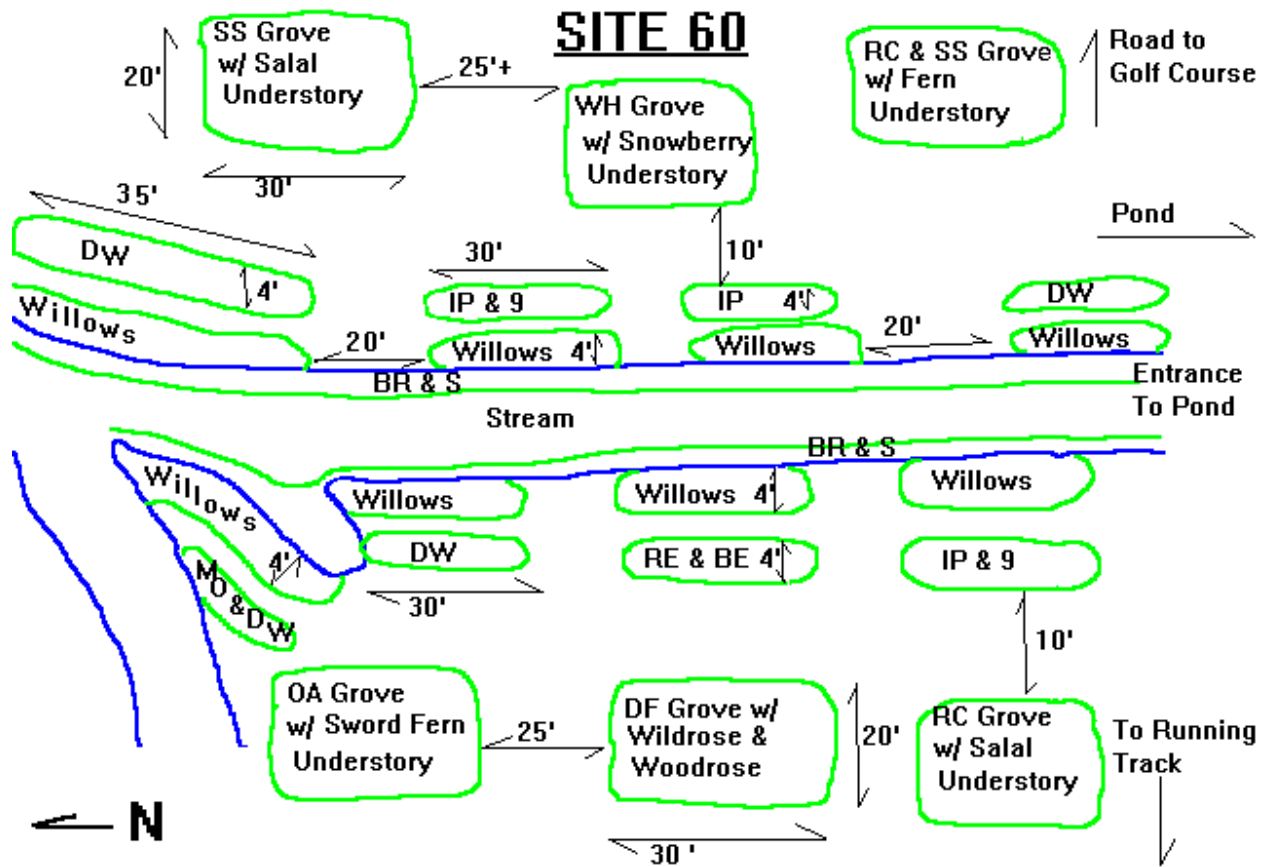 SITE 60
SS Grove
w/ Salal
Understory
20'
25'+
30'
WH Grove
w/ Snowberry
Understory
RC & SS Grove
w/ Fern
Understory
Road to
Golf Course
35'
DW
4'
Willows
10'
Pond
30'
IP & 9
IP 4'
DW
20'
Willows 4'
Willows
20'
Willows
BR & S
Entrance
To Pond
Stream
BR & S
Willows
4'
Willows
Willows 4'
Willows
MO & DW
DW
RE & BE 4'
IP & 9
30'
10'
OA Grove
w/ Sword Fern
Understory
25'
DF Grove w/
Wildrose &
Woodrose
20'
RC Grove
w/ Salal
Understory
To Running
Track
N
30 '